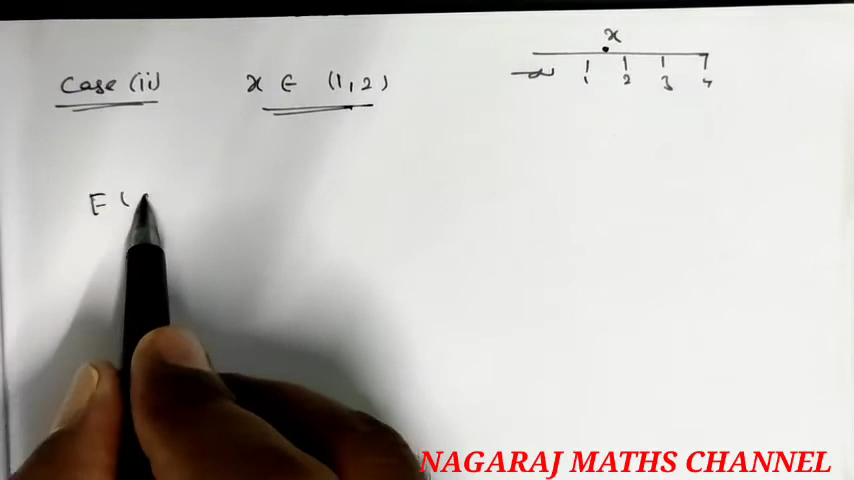 Case (ii) x ∈ (1,2)
x
-∞ 1 2 3 4
F (
NAGARAJ MATHS CHANNEL